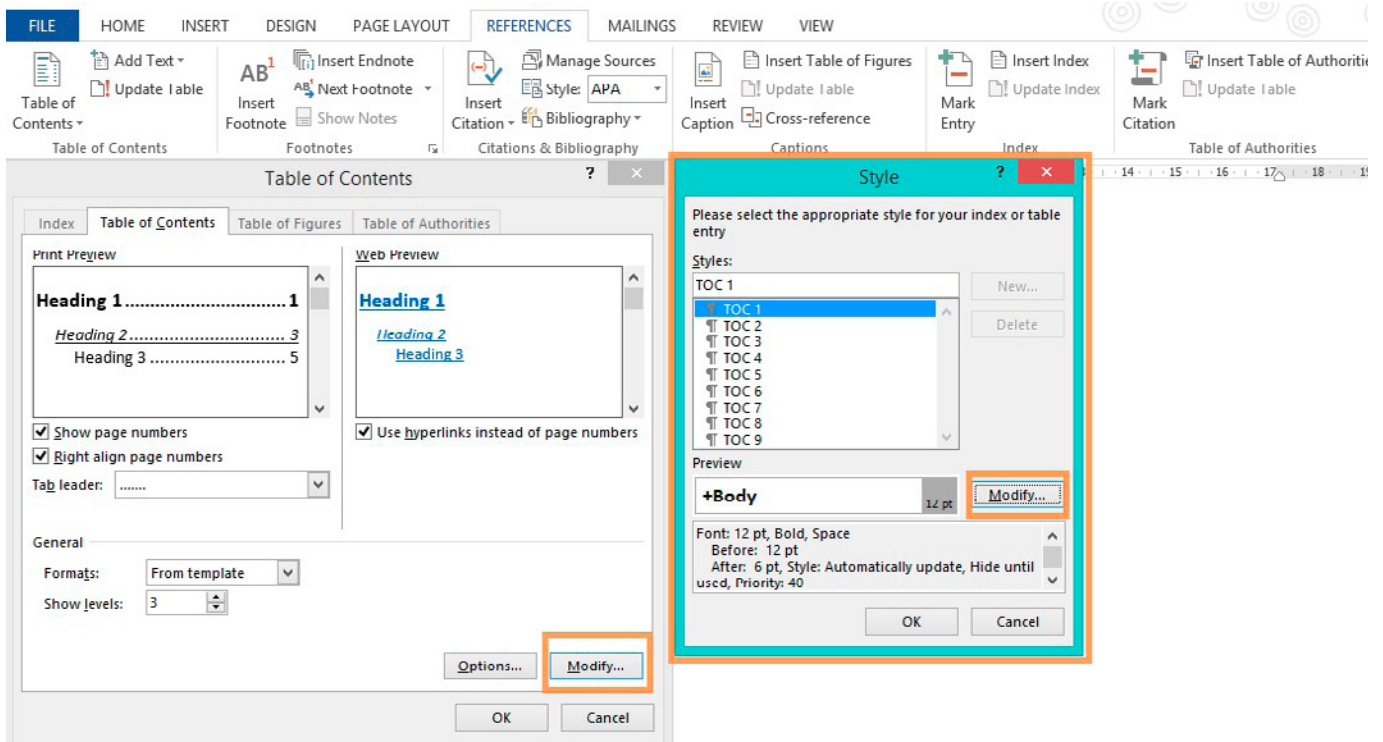 FILE HOME INSERT DESIGN PAGE LAYOUT REFERENCES MAILINGS REVIEW VIEW
Table of
Contents
Add Text
Update Table
Table of Contents
AB1
Insert
Footnote
Insert Endnote
AB1 Next Footnote
Show Notes
Footnotes
Insert
Citation
Manage Sources
Style: APA
Bibliography
Citations & Bibliography
Insert
Caption
Insert Table of Figures
Update Table
Cross-reference
Captions
Mark
Entry
Insert Index
Update Index
Index
Mark
Citation
Insert Table of Authoritie
Update Table
Table of Authorities
14 15 16 17 18 19
Table of Contents ?
Index Table of Contents Table of Figures Table of Authorities
Print Preview
Heading 1..............................1
Heading 2............................... 3
Heading 3 .......................... 5
Web Preview
Heading 1
Heading 2
Heading 3
Show page numbers
Right align page numbers
Use hyperlinks instead of page numbers
Tab leader: .......
General
Formats: From template
Show levels: 3
Options... Modify...
OK Cancel
Style ?
Please select the appropriate style for your index or table
entry
Styles:
TOC 1
New...
Delete
¶ TOC 1
¶ TOC 2
¶ TOC 3
¶ TOC 4
¶ TOC 5
¶ TOC 6
¶ TOC 7
¶ TOC 8
¶ TOC 9
Preview
+Body 12 pt
Modify...
Font: 12 pt, Bold, Space
Before: 12 pt
After: 6 pt, Style: Automatically update, Hide until
used, Priority: 40
OK Cancel